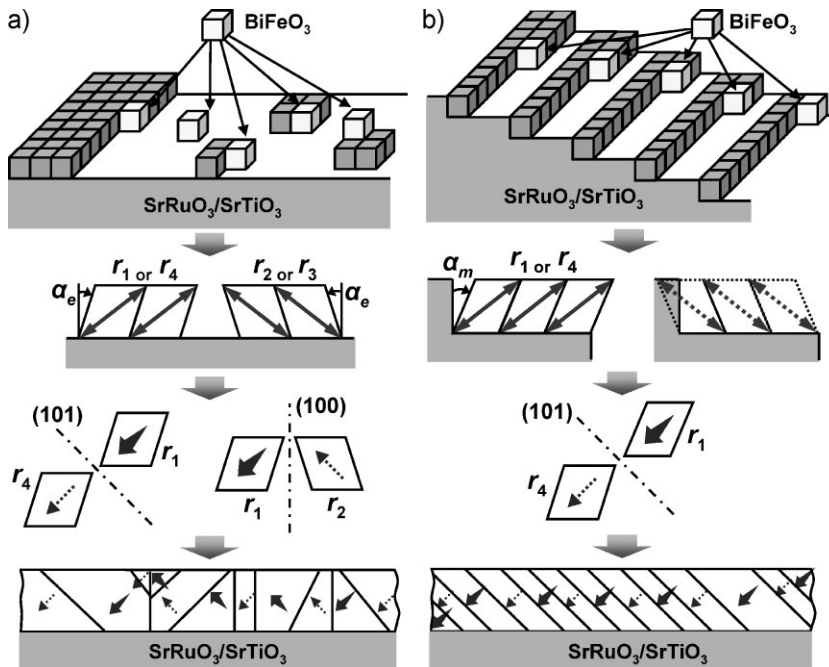 a)
BiFeO3
SrRuO3/SrTiO3
αe
r1 or r4
r2 or r3
αe
(101)
r1
r4
(100)
r1
r2
SrRuO3/SrTiO3
b)
BiFeO3
SrRuO3/SrTiO3
αm
r1 or r4
(101)
r1
r4
SrRuO3/SrTiO3